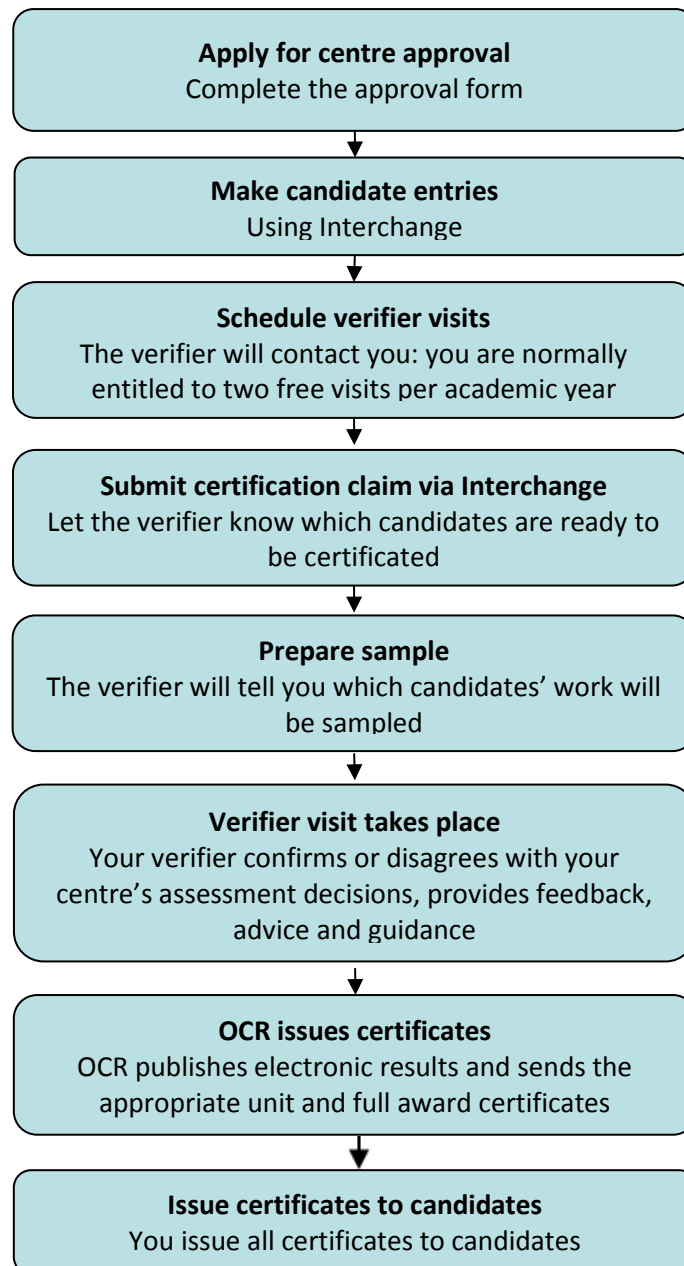 Apply for centre approval
Complete the approval form
Make candidate entries
Using Interchange
Schedule verifier visits
The verifier will contact you: you are normally
entitled to two free visits per academic year
Submit certification claim via Interchange
Let the verifier know which candidates are ready to
be certificated
Prepare sample
The verifier will tell you which candidates’ work will
be sampled
Verifier visit takes place
Your verifier confirms or disagrees with your
centre’s assessment decisions, provides feedback,
advice and guidance
OCR issues certificates
OCR publishes electronic results and sends the
appropriate unit and full award certificates
Issue certificates to candidates
You issue all certificates to candidates